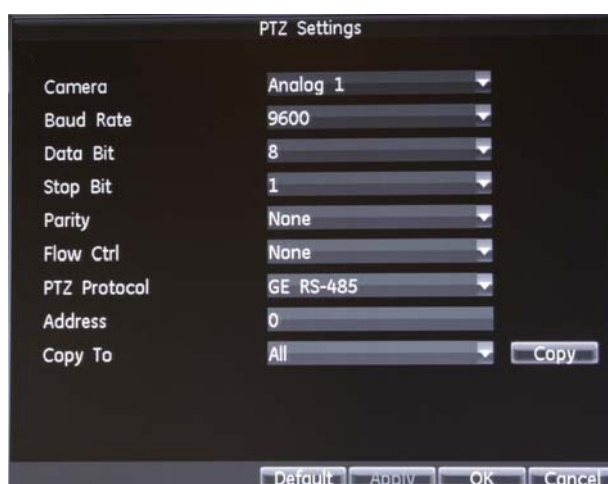 PTZ Settings
Camera Analog 1
Baud Rate 9600
Data Bit 8
Stop Bit 1
Parity None
Flow Ctrl None
PTZ Protocol GE RS-485
Address 0
Copy To All Copy
Default Apply OK Cancel